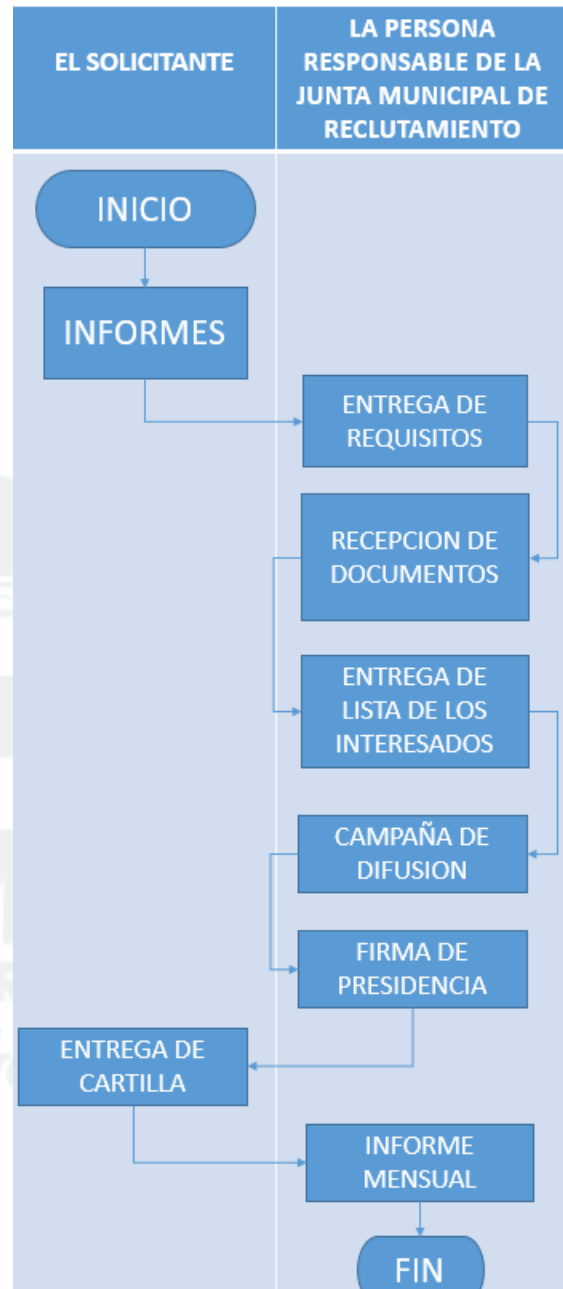 EL SOLICITANTE
LA PERSONA
RESPONSABLE DE LA
JUNTA MUNICIPAL DE
RECLUTAMIENTO
INICIO
INFORMES
ENTREGA DE
REQUISITOS
RECEPCION DE
DOCUMENTOS
ENTREGA DE
LISTA DE LOS
INTERESADOS
CAMPAÑA DE
DIFUSION
FIRMA DE
PRESIDENCIA
ENTREGA DE
CARTILLA
INFORME
MENSUAL
FIN